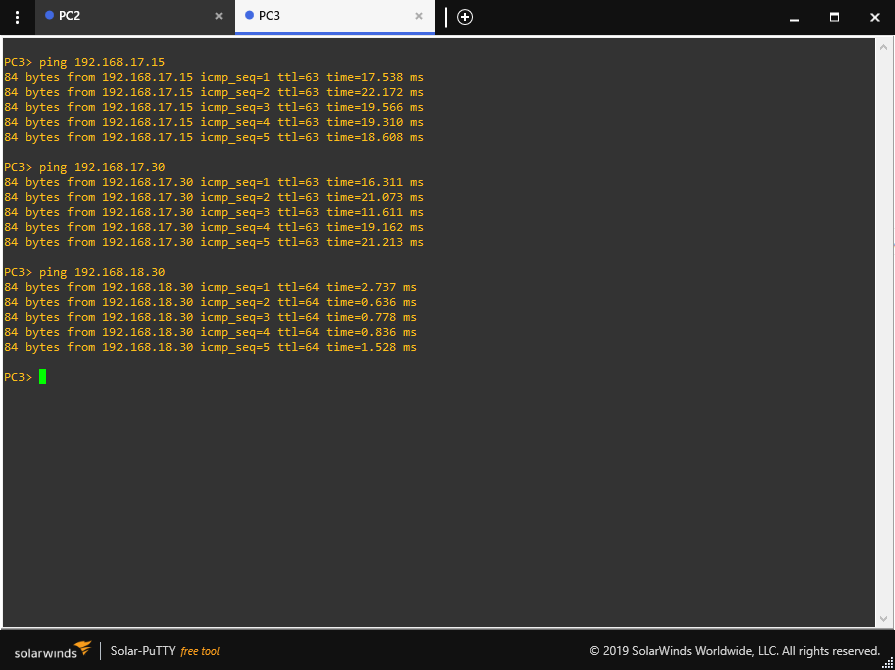 PC2
PC3
PC3> ping 192.168.17.15
84 bytes from 192.168.17.15 icmp_seq=1 ttl=63 time=17.538 ms
84 bytes from 192.168.17.15 icmp_seq=2 ttl=63 time=22.172 ms
84 bytes from 192.168.17.15 icmp_seq=3 ttl=63 time=19.566 ms
84 bytes from 192.168.17.15 icmp_seq=4 ttl=63 time=19.310 ms
84 bytes from 192.168.17.15 icmp_seq=5 ttl=63 time=18.608 ms
PC3> ping 192.168.17.30
84 bytes from 192.168.17.30 icmp_seq=1 ttl=63 time=16.311 ms
84 bytes from 192.168.17.30 icmp_seq=2 ttl=63 time=21.073 ms
84 bytes from 192.168.17.30 icmp_seq=3 ttl=63 time=11.611 ms
84 bytes from 192.168.17.30 icmp_seq=4 ttl=63 time=19.162 ms
84 bytes from 192.168.17.30 icmp_seq=5 ttl=63 time=21.213 ms
PC3> ping 192.168.18.30
84 bytes from 192.168.18.30 icmp_seq=1 ttl=64 time=2.737 ms
84 bytes from 192.168.18.30 icmp_seq=2 ttl=64 time=0.636 ms
84 bytes from 192.168.18.30 icmp_seq=3 ttl=64 time=0.778 ms
84 bytes from 192.168.18.30 icmp_seq=4 ttl=64 time=0.836 ms
84 bytes from 192.168.18.30 icmp_seq=5 ttl=64 time=1.528 ms
PC3>
solarwinds
Solar-PuTTY free tool
© 2019 SolarWinds Worldwide, LLC. All rights reserved.